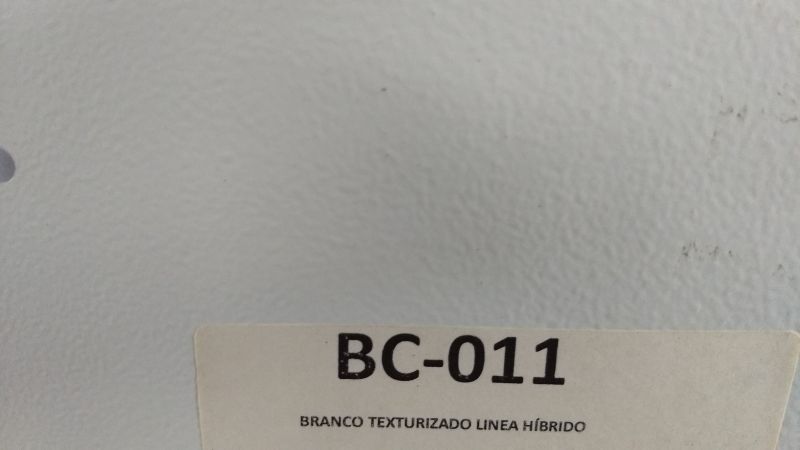 BC-011
BRANCO TEXTURIZADO LINEA HÍBRIDO